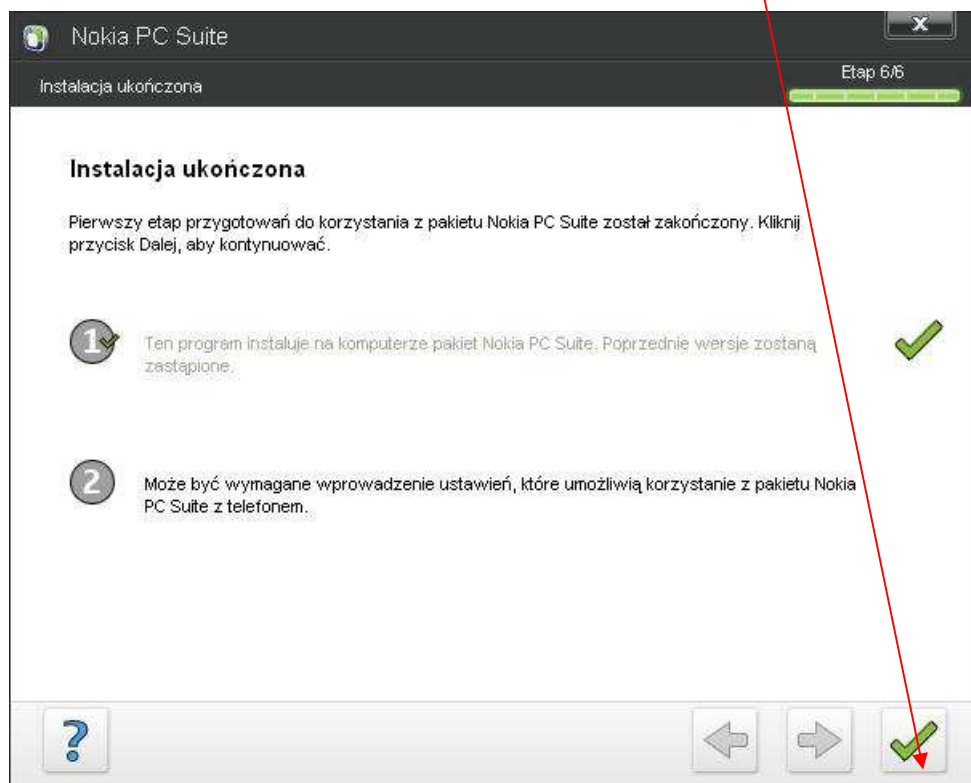 Nokia PC Suite
Instalacja ukończona
Etap 6/6
Instalacja ukończona
Pierwszy etap przygotowań do korzystania z pakietu Nokia PC Suite został zakończony. Kliknij
przycisk Dalej, aby kontynuować.
1
Ten program instaluje na komputerze pakiet Nokia PC Suite. Poprzednie wersje zostaną
zastąpione.
2
Może być wymagane wprowadzenie ustawień, które umożliwią korzystanie z pakietu Nokia
PC Suite z telefonem.
?